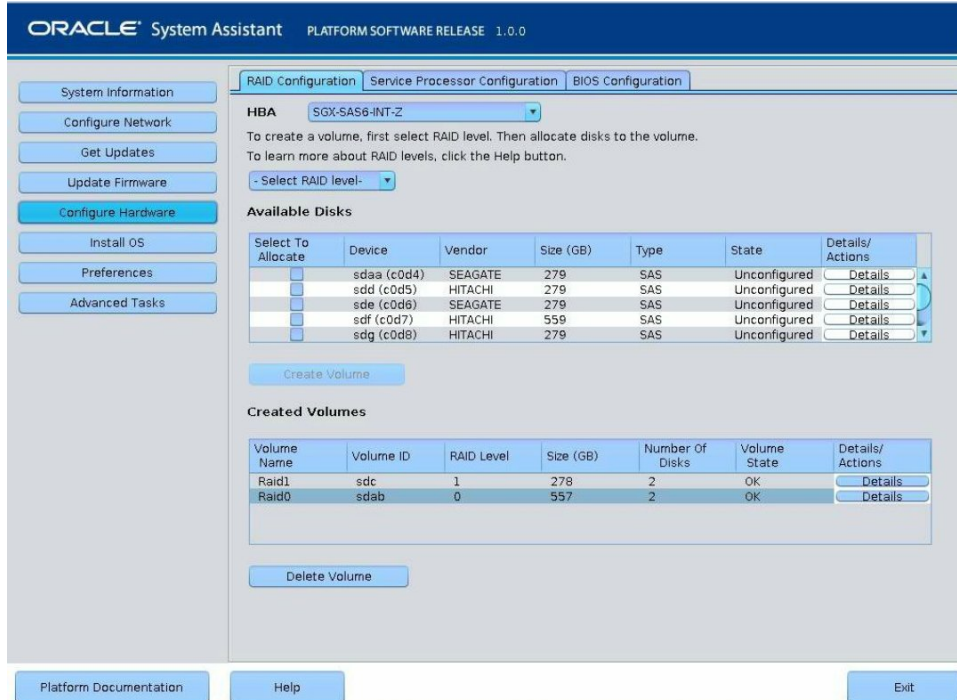 ORACLE® System Assistant PLATFORM SOFTWARE RELEASE 1.0.0
System Information
Configure Network
Get Updates
Update Firmware
Configure Hardware
Install OS
Preferences
Advanced Tasks
RAID Configuration Service Processor Configuration BIOS Configuration
HBA SGX-SAS6-INT-Z
To create a volume, first select RAID level. Then allocate disks to the volume.
To learn more about RAID levels, click the Help button.
- Select RAID level-
Available Disks
Select To Allocate Device Vendor Size (GB) Type State Details/ Actions
sdaa (c0d4) SEAGATE 279 SAS Unconfigured Details
sdd (c0d5) HITACHI 279 SAS Unconfigured Details
sde (c0d6) SEAGATE 279 SAS Unconfigured Details
sdf (c0d7) HITACHI 559 SAS Unconfigured Details
sdg (c0d8) HITACHI 279 SAS Unconfigured Details
Create Volume
Created Volumes
Volume Name Volume ID RAID Level Size (GB) Number Of Disks Volume State Details/ Actions
Raid1 sdc 1 278 2 OK Details
Raid0 sdab 0 557 2 OK Details
Delete Volume
Platform Documentation Help Exit